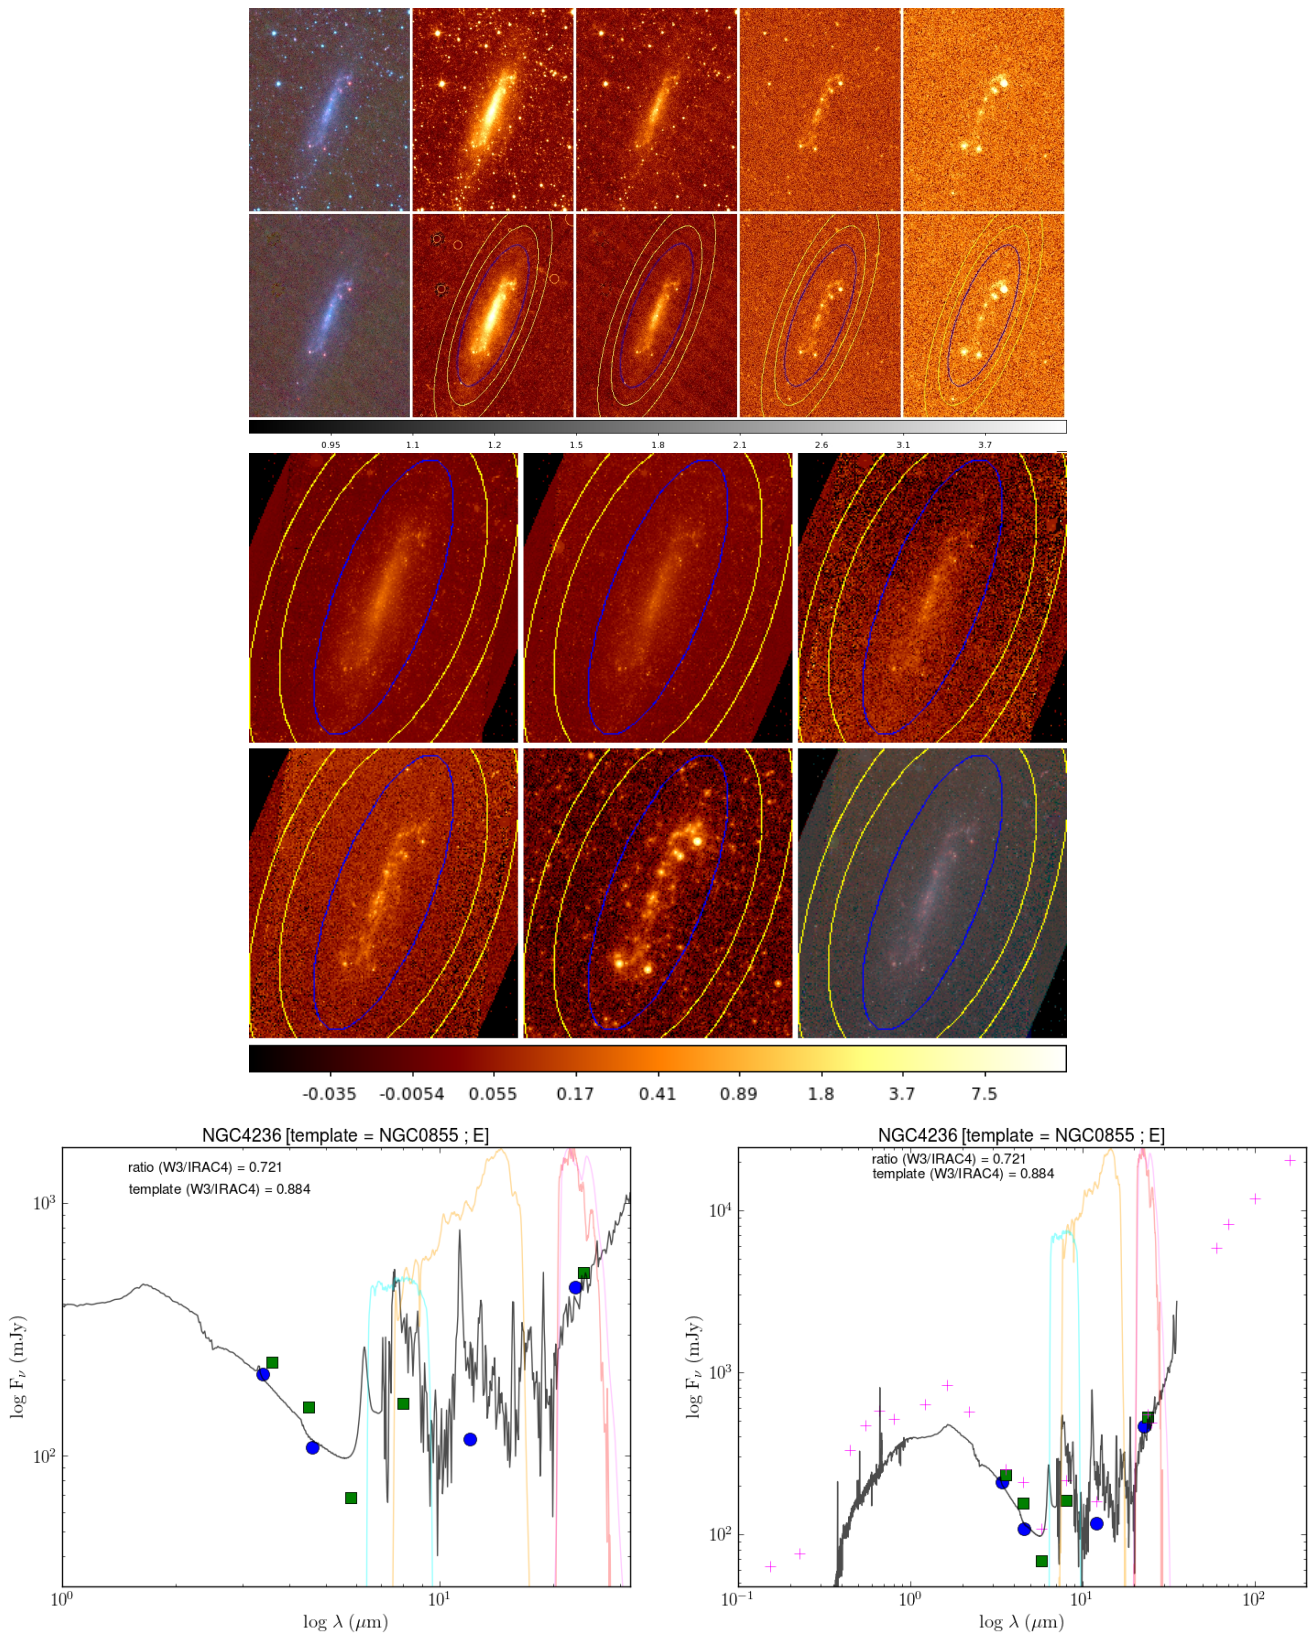 0.95 1.1 1.2 1.5 1.8 2.1 2.6 3.1 3.7
-0.035 -0.0054 0.055 0.17 0.41 0.89 1.8 3.7 7.5
NGC4236 [template = NGC0855 ; E]
ratio (W3/IRAC4) = 0.721
template (W3/IRAC4) = 0.884
10³
10²
log Fν (mJy)
10⁰ 10¹
log λ (μm)
NGC4236 [template = NGC0855 ; E]
ratio (W3/IRAC4) = 0.721
template (W3/IRAC4) = 0.884
10⁴
10³
10²
log Fν (mJy)
10⁻¹ 10⁰ 10¹ 10²
log λ (μm)